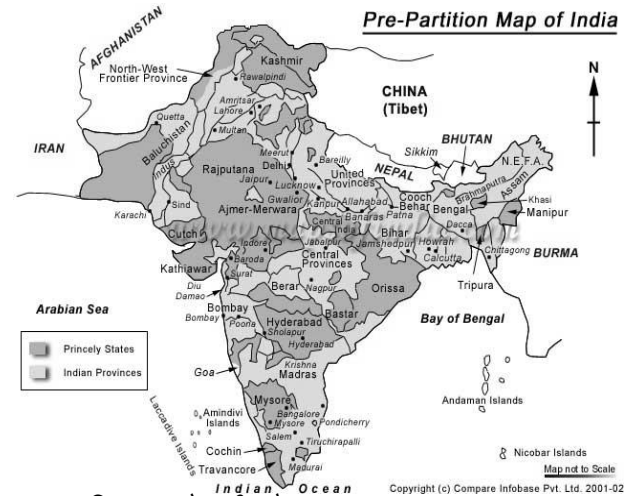 Pre-Partition Map of India
AFGHANISTAN
North-West
Frontier Province
Kashmir
Rawalpindi
CHINA
(Tibet)
N
Amritsar
Lahore
Multan
Quetta
Baluchistan
IRAN
Indus
Meerut
Delhi
Bareilly
Sikkim
BHUTAN
NEPAL
N.E.F.A.
Rajputana
Jaipur
United
Provinces
Lucknow
Gwalior
Kanpur
Allahabad
Banaras
Patna
Cooch
Behar
Bengal
Brahmaputra
Assam
Khasi
Manipur
Ajmer-Merwara
Karachi
Sind
Central
India
Bihar
Dacca
Cutch
Indore
Jabalpur
Jamshedpur
Howrah
Calcutta
Chittagong
BURMA
Kathiawar
Baroda
Surat
Central
Provinces
Tripura
Diu
Damao
Berar
Nagpur
Orissa
Arabian Sea
Bombay
Bombay
Poona
Bastar
Hyderabad
Sholapur
Hyderabad
Bay of Bengal
Princely States
Indian Provinces
Goa
Krishna
Madras
Mysore
Bangalore
Mysore
Pondicherry
Andaman Islands
Laccadive Islands
Amindivi
Islands
Salem
Tiruchirapalli
Cochin
Travancore
Madurai
Nicobar Islands
Map not to Scale
Indian Ocean
Copyright (c) Compare Infobase Pvt. Ltd. 2001-02